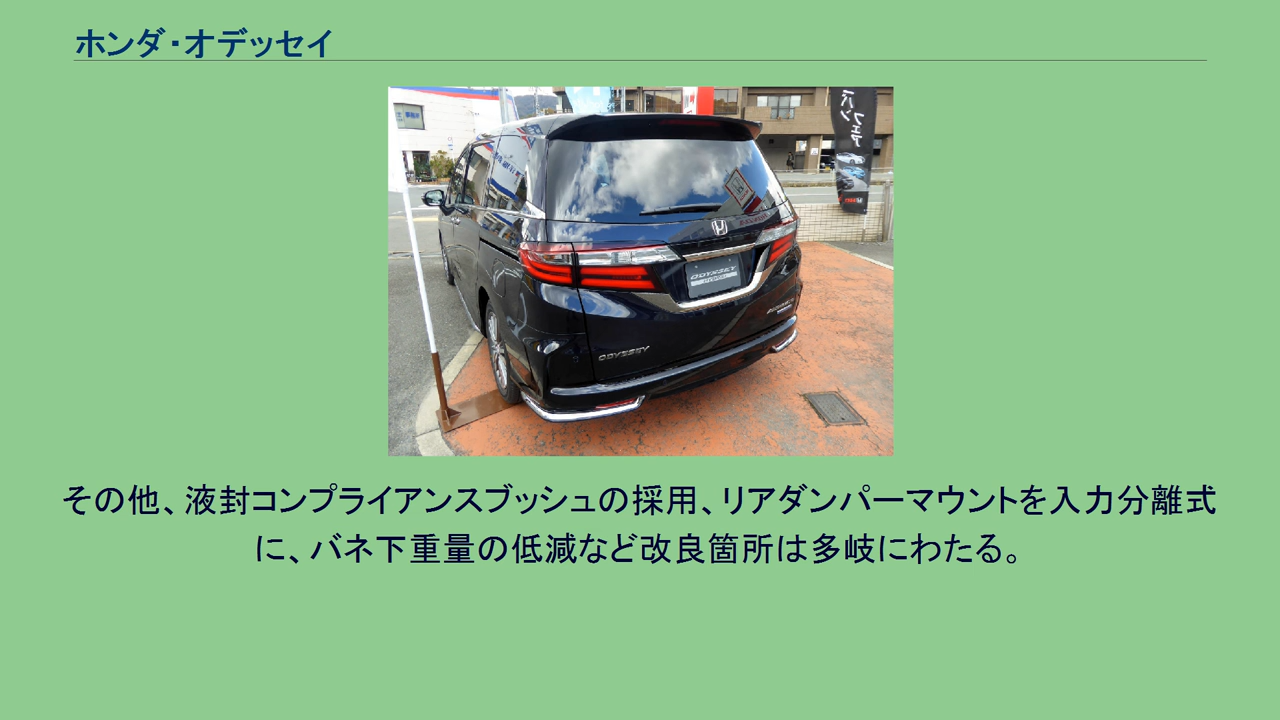 ホンダ・オデッセイ
ODYSSEY
ODYSSEY
その他、液封コンプライアンスブッシュの採用、リアダンパーマウントを入力分離式
に、バネ下重量の低減など改良箇所は多岐にわたる。